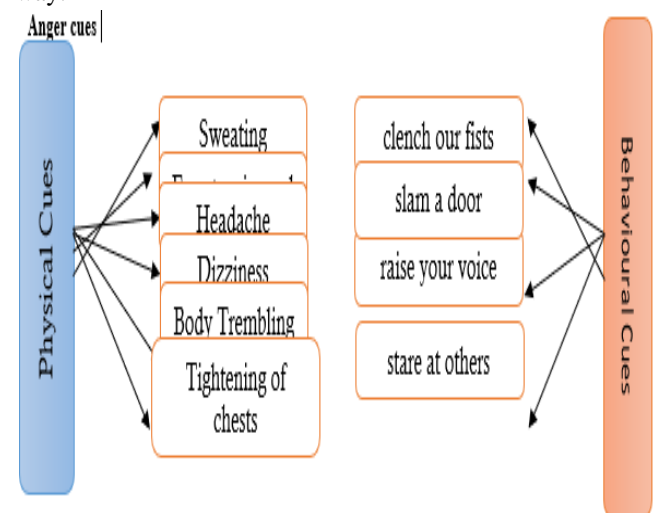 Anger cues
Physical Cues
Sweating
Headache
Dizziness
Body Trembling
Tightening of
chests
clench our fists
slam a door
raise your voice
stare at others
Behavioural Cues